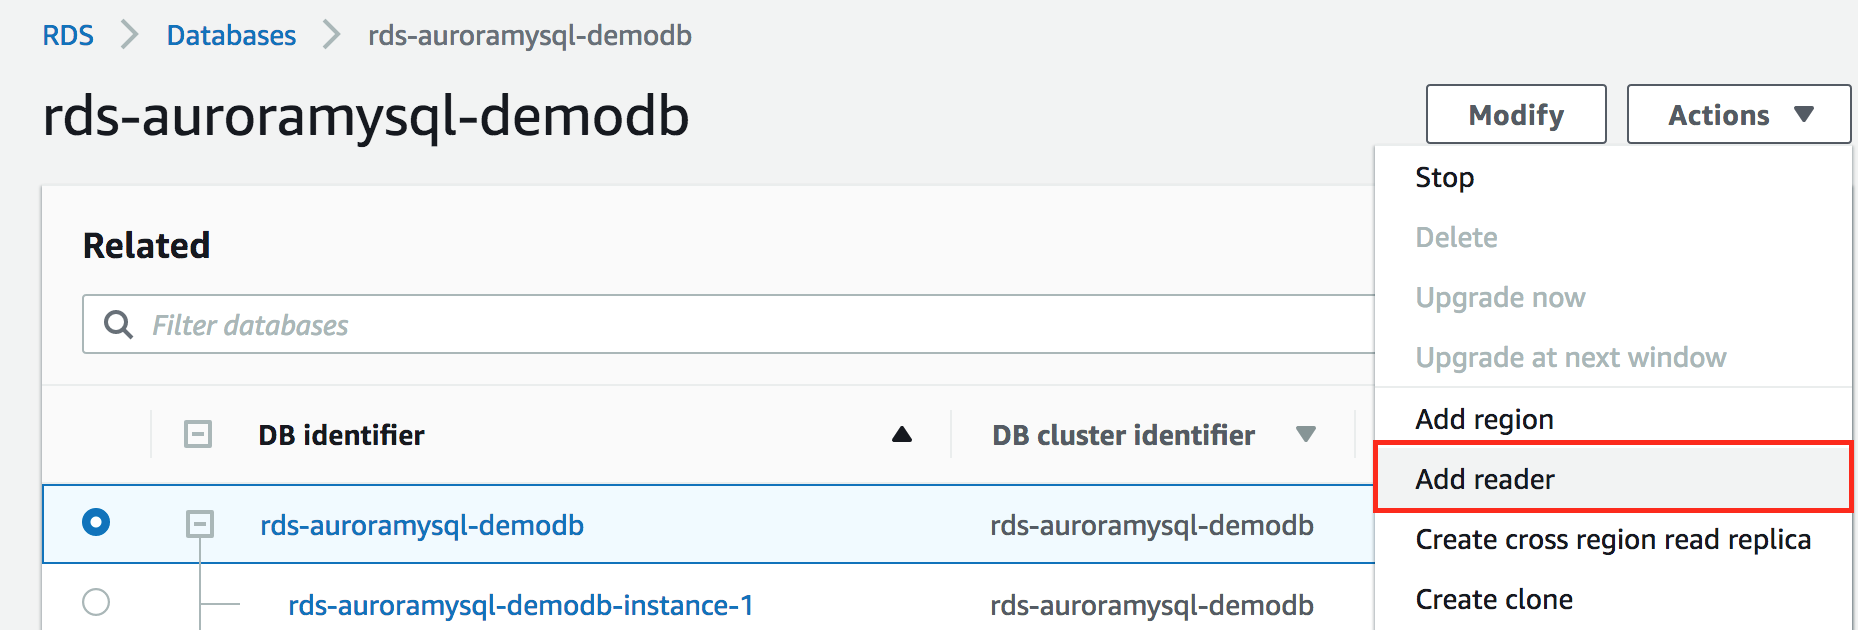 RDS Databases rds-auroramysql-demodb
rds-auroramysql-demodb
Modify Actions
Stop
Delete
Upgrade now
Upgrade at next window
Add region
Add reader
Create cross region read replica
Create clone
Related
Filter databases
DB identifier DB cluster identifier
rds-auroramysql-demodb rds-auroramysql-demodb
rds-auroramysql-demodb-instance-1 rds-auroramysql-demodb